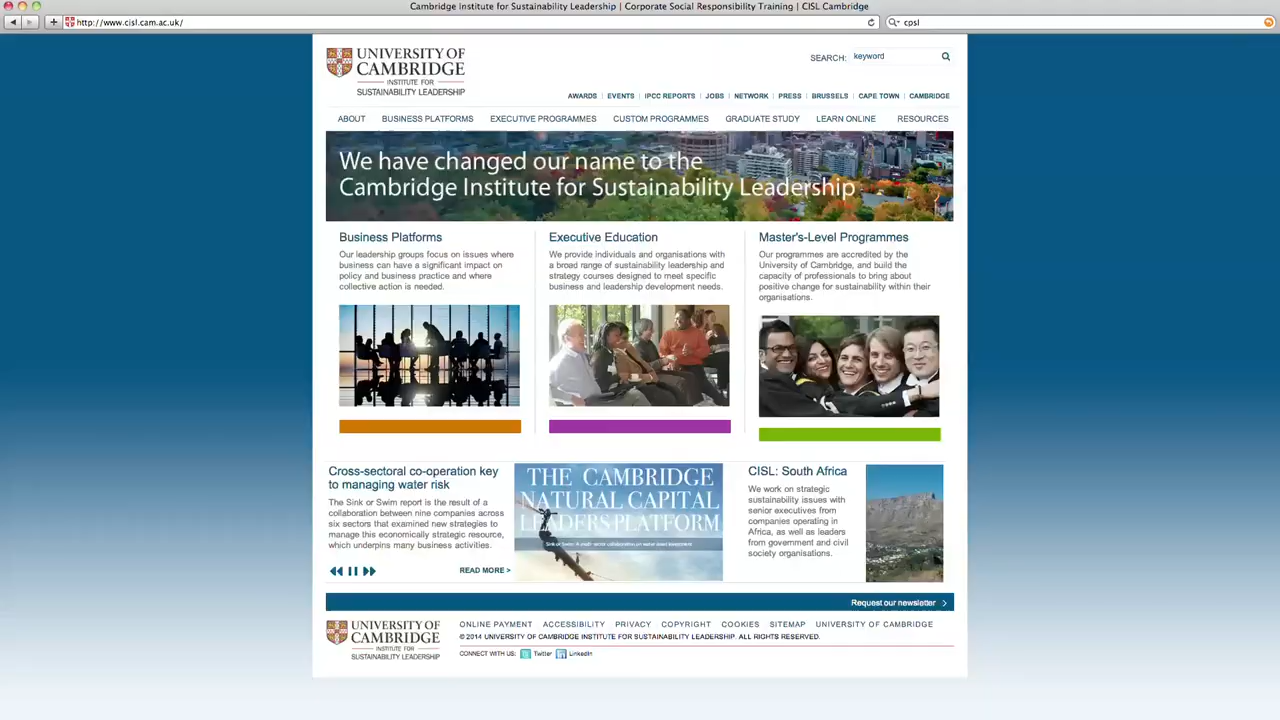 Cambridge Institute for Sustainability Leadership | Corporate Social Responsibility Training | CISL Cambridge
http://www.cisl.cam.ac.uk/
cpsl
UNIVERSITY OF
CAMBRIDGE
INSTITUTE FOR
SUSTAINABILITY LEADERSHIP
SEARCH: keyword
AWARDS | EVENTS | IPCC REPORTS | JOBS | NETWORK | PRESS | BRUSSELS | CAPE TOWN | CAMBRIDGE
ABOUT BUSINESS PLATFORMS EXECUTIVE PROGRAMMES CUSTOM PROGRAMMES GRADUATE STUDY LEARN ONLINE RESOURCES
We have changed our name to the
Cambridge Institute for Sustainability Leadership
Business Platforms
Our leadership groups focus on issues where
business can have a significant impact on
policy and business practice and where
collective action is needed.
Executive Education
We provide individuals and organisations with
a broad range of sustainability leadership and
strategy courses designed to meet specific
business and leadership development needs.
Master's-Level Programmes
Our programmes are accredited by the
University of Cambridge, and build the
capacity of professionals to bring about
positive change for sustainability within their
organisations.
Cross-sectoral co-operation key
to managing water risk
The Sink or Swim report is the result of a
collaboration between nine companies across
six sectors that examined new strategies to
manage this economically strategic resource,
which underpins many business activities.
READ MORE >
THE CAMBRIDGE
NATURAL CAPITAL
LEADERS PLATFORM
CISL: South Africa
We work on strategic
sustainability issues with
senior executives from
companies operating in
Africa, as well as leaders
from government and civil
society organisations.
Request our newsletter
UNIVERSITY OF
CAMBRIDGE
INSTITUTE FOR
SUSTAINABILITY LEADERSHIP
ONLINE PAYMENT ACCESSIBILITY PRIVACY COPYRIGHT COOKIES SITEMAP UNIVERSITY OF CAMBRIDGE
© 2014 UNIVERSITY OF CAMBRIDGE INSTITUTE FOR SUSTAINABILITY LEADERSHIP. ALL RIGHTS RESERVED.
CONNECT WITH US: Twitter LinkedIn